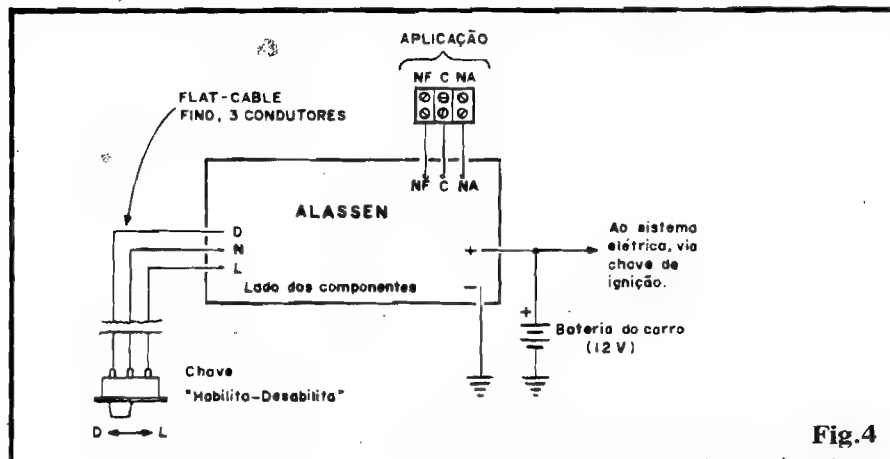 APLICAÇÃO
NF C NA
FLAT-CABLE
FINO, 3 CONDUTORES
NF C NA
ALASSEN
D
N
L
Lado dos componentes
+
−
Ao sistema
elétrica, via
chave de
ignição.
+
Bateria do carro
(12 V)
Chave
"Habilita-Desabilita"
D L
Fig.4